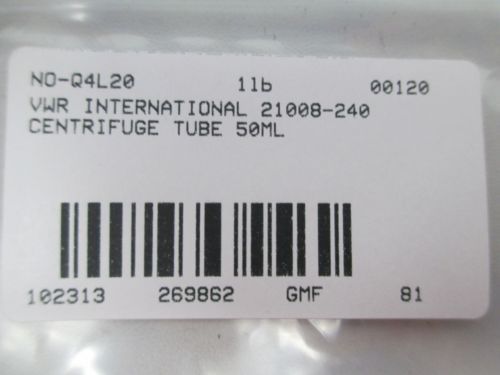 NO-Q4L20 1lb 00120
VWR INTERNATIONAL 21008-240
CENTRIFUGE TUBE 50ML
102313 269862 GMF 81